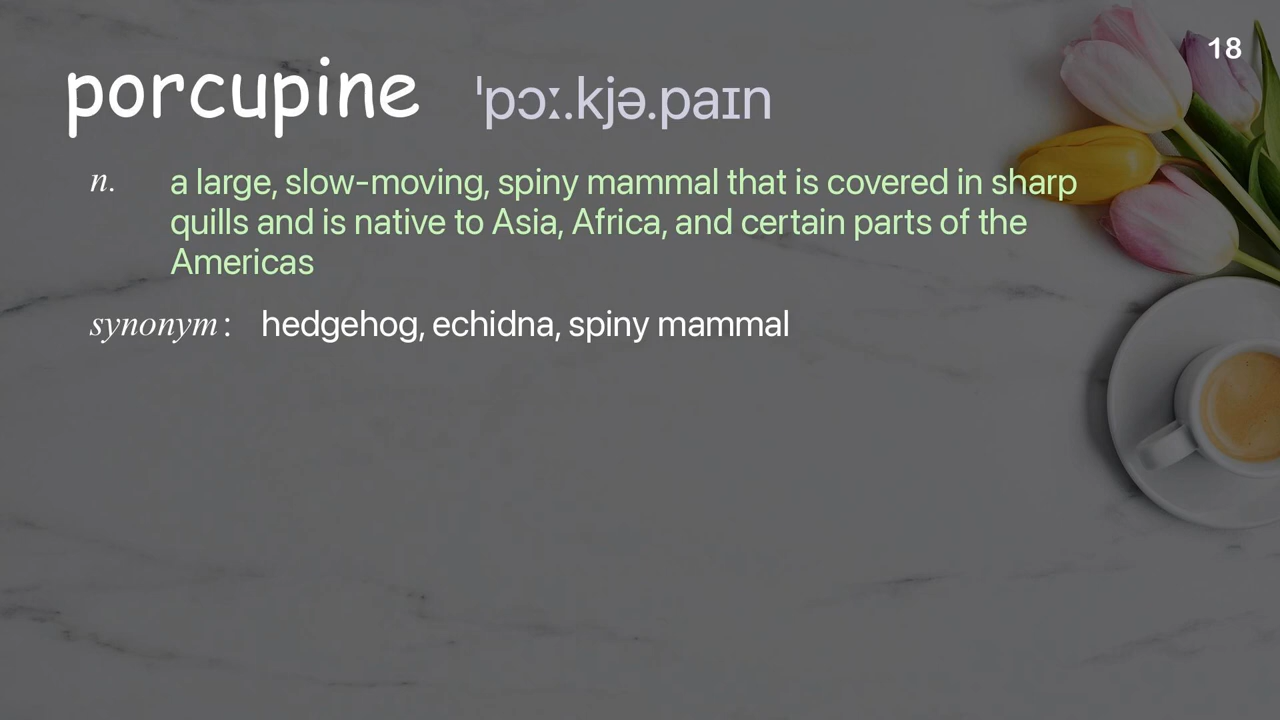 18
porcupine ˈpɔː.kjə.paɪn
n. a large, slow-moving, spiny mammal that is covered in sharp
quills and is native to Asia, Africa, and certain parts of the
Americas
synonym: hedgehog, echidna, spiny mammal